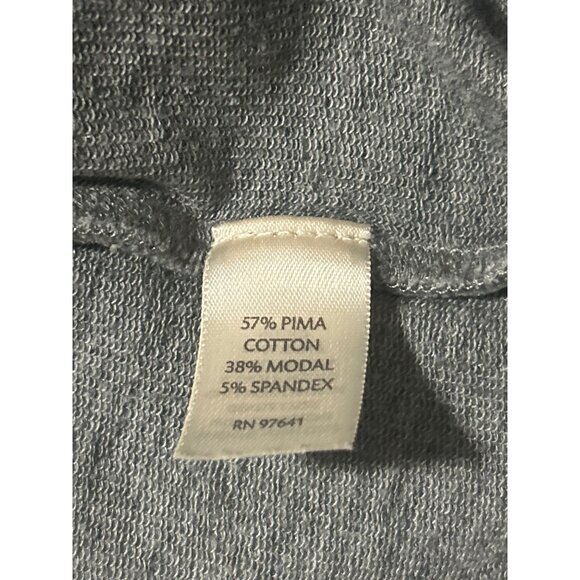 57% PIMA
COTTON
38% MODAL
5% SPANDEX
RN 97641